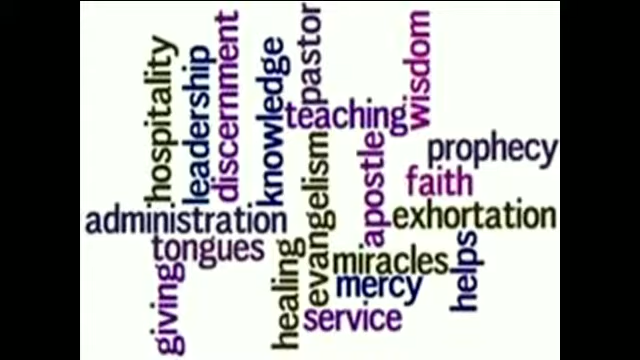 hospitality
leadership
discernment
knowledge
pastor
wisdom
teaching
prophecy
apostle
faith
evangelism
administration
exhortation
tongues
healing
miracles
helps
giving
mercy
service